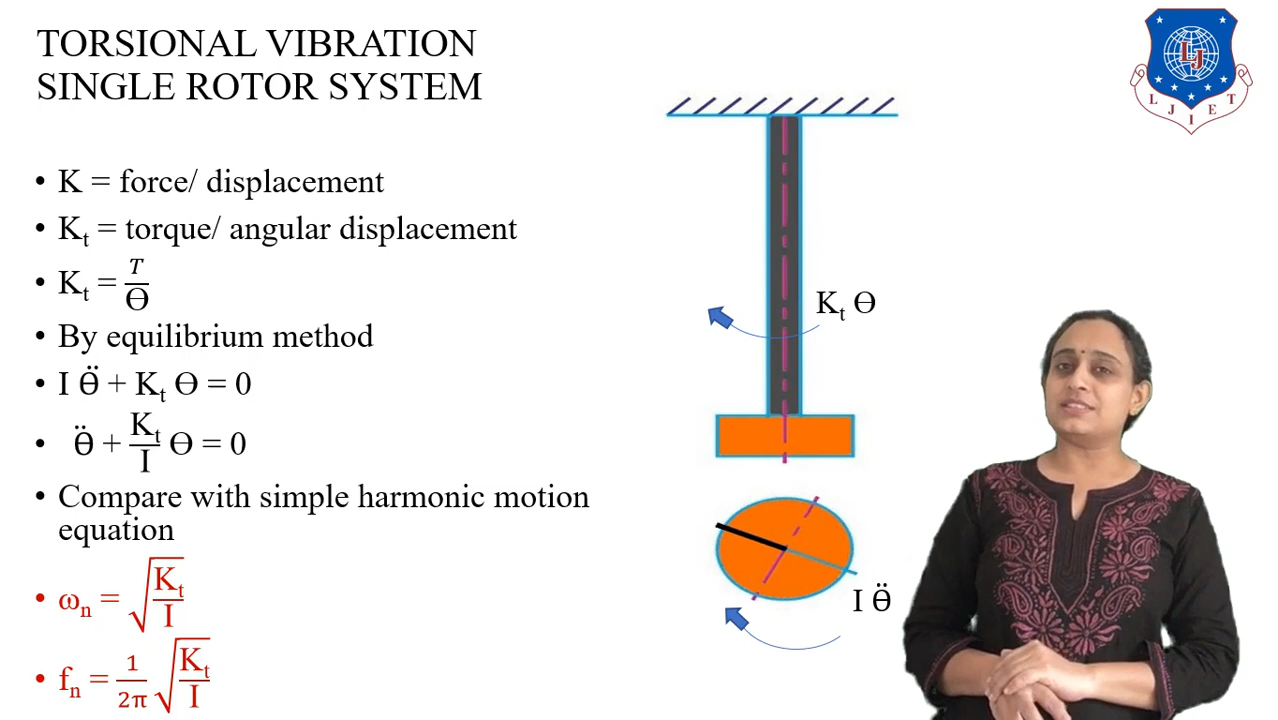 TORSIONAL VIBRATION
SINGLE ROTOR SYSTEM
• K = force/ displacement
• Kₜ = torque/ angular displacement
• Kₜ = T/Ɵ
• By equilibrium method
• I Ɵ̈ + Kₜ Ɵ = 0
• Ɵ̈ + Kₜ/I Ɵ = 0
• Compare with simple harmonic motion
equation
• ωₙ = √(Kₜ/I)
• fₙ = 1/2π √(Kₜ/I)
Kₜ Ɵ
I Ɵ̈
LJ
L J I E T